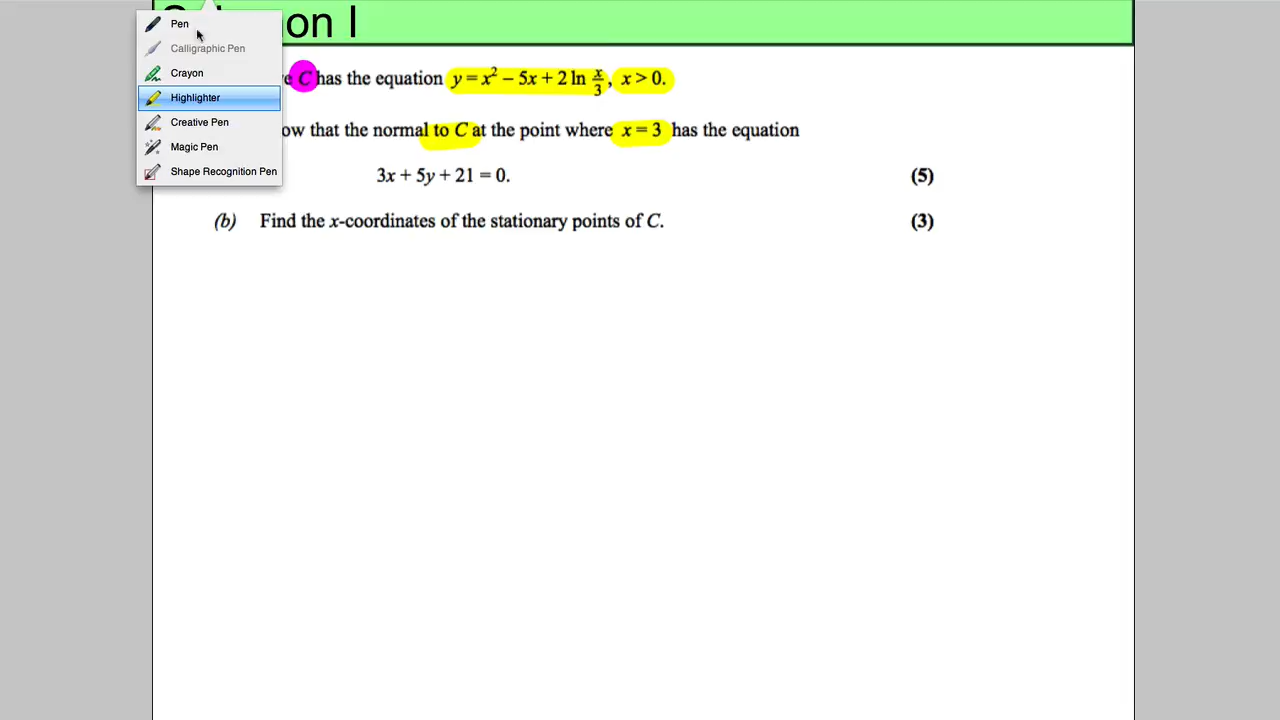 on I
Pen
Calligraphic Pen
Crayon
Highlighter
Creative Pen
Magic Pen
Shape Recognition Pen
C has the equation y = x² − 5x + 2 ln x/3, x > 0.
that the normal to C at the point where x = 3 has the equation
3x + 5y + 21 = 0. (5)
(b) Find the x-coordinates of the stationary points of C. (3)